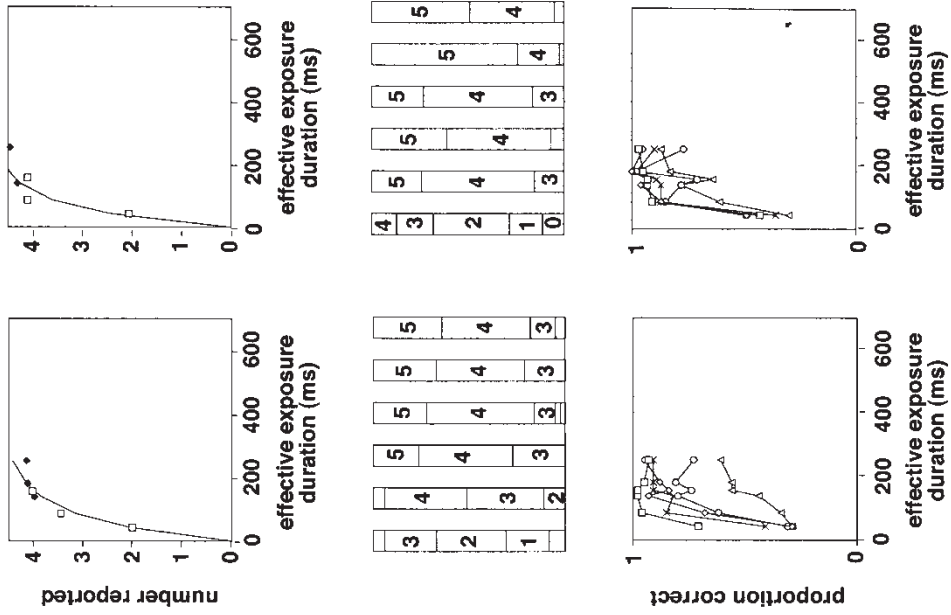 number reported
4
3
2
1
0
0 200 400 600
effective exposure
duration (ms)
4
3
2
1
0
0 200 400 600
effective exposure
duration (ms)
3 2 1
4 3 2
5 4 3
5 4 3
5 4 3
5 4 3
4 3 2 1 0
5 4 3
5 4
5 4 3
5 4
5 4
proportion correct
1
0
0 200 400 600
effective exposure
duration (ms)
1
0
0 200 400 600
effective exposure
duration (ms)